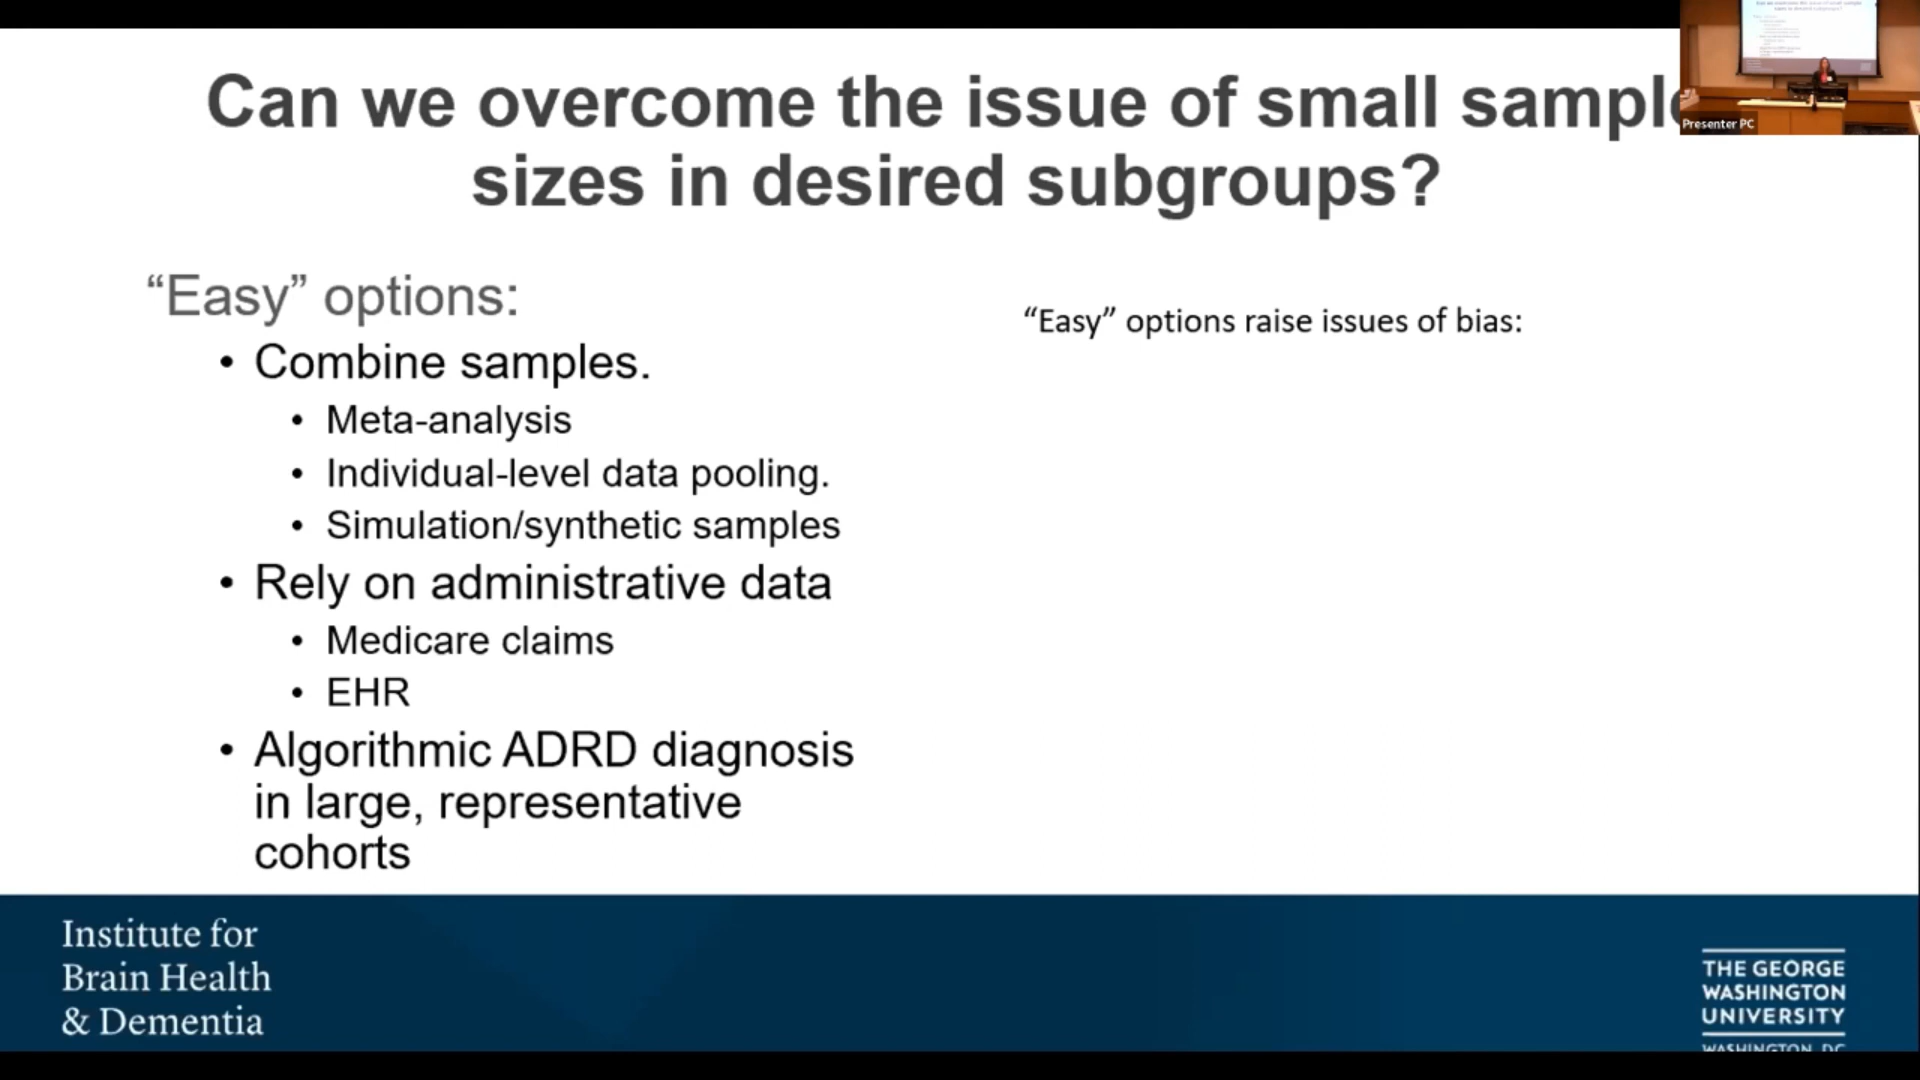 Can we overcome the issue of small sample
sizes in desired subgroups?
Presenter PC
“Easy” options:
• Combine samples.
• Meta-analysis
• Individual-level data pooling.
• Simulation/synthetic samples
• Rely on administrative data
• Medicare claims
• EHR
• Algorithmic ADRD diagnosis
in large, representative
cohorts
“Easy” options raise issues of bias:
Institute for
Brain Health
& Dementia
THE GEORGE
WASHINGTON
UNIVERSITY
WASHINGTON, DC